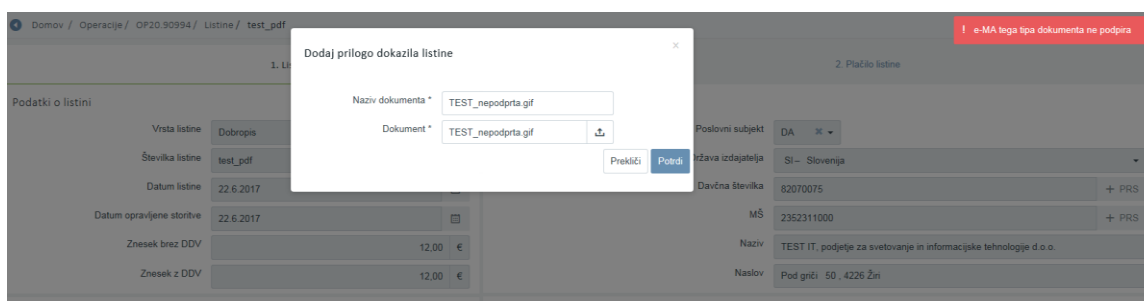 Domov / Operacije / OP20.90994 / Listine / test_pdf
! e-MA tega tipa dokumenta ne podpira
Dodaj prilogo dokazila listine ×
1. Li
2. Plačilo listine
Naziv dokumenta * TEST_nepodprta.gif
Dokument * TEST_nepodprta.gif
Prekliči Potrdi
Podatki o listini
Vrsta listine Dobropis
Številka listine test_pdf
Datum listine 22.6.2017
Datum opravljene storitve 22.6.2017
Znesek brez DDV 12,00 €
Znesek z DDV 12,00 €
Poslovni subjekt DA
ržava izdajatelja SI – Slovenija
Davčna številka 82070075 + PRS
MŠ 2352311000 + PRS
Naziv TEST IT, podjetje za svetovanje in informacijske tehnologije d.o.o.
Naslov Pod griči 50 , 4226 Žiri